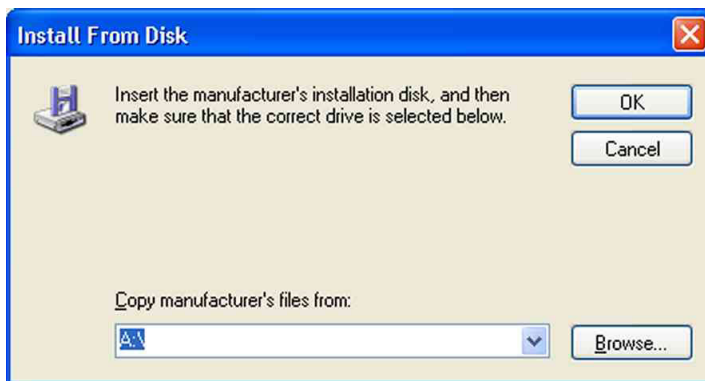 Install From Disk
Insert the manufacturer's installation disk, and then
make sure that the correct drive is selected below.
OK
Cancel
Copy manufacturer's files from:
A:\
Browse...